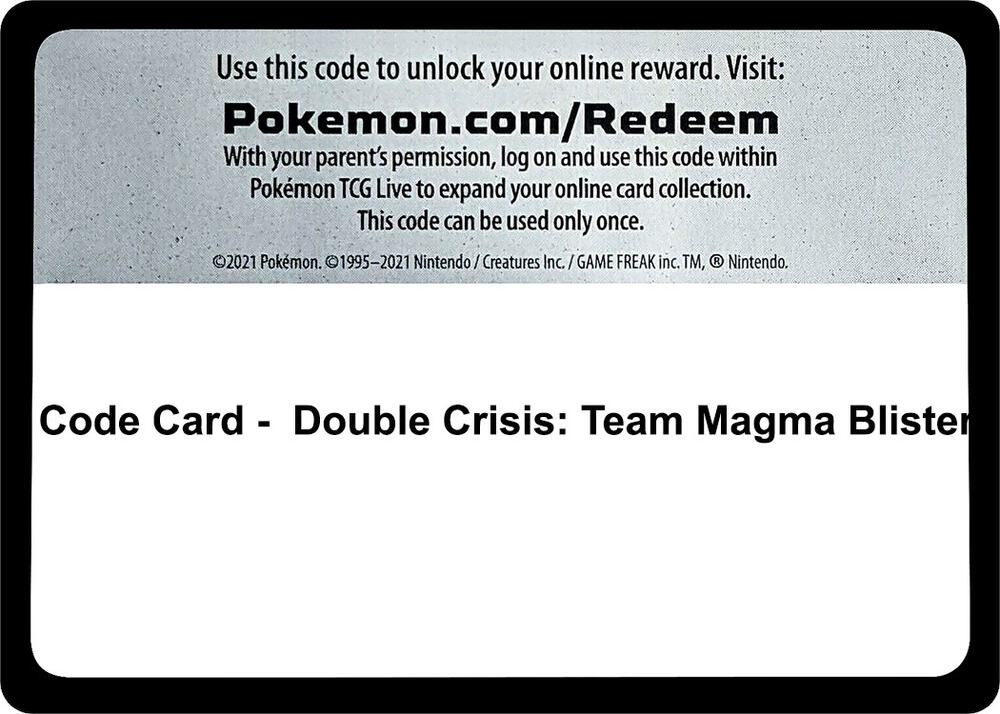 Use this code to unlock your online reward. Visit:
Pokemon.com/Redeem
With your parent's permission, log on and use this code within
Pokémon TCG Live to expand your online card collection.
This code can be used only once.
©2021 Pokémon. ©1995–2021 Nintendo / Creatures Inc. / GAME FREAK inc. TM, ® Nintendo.
Code Card -  Double Crisis: Team Magma Blister